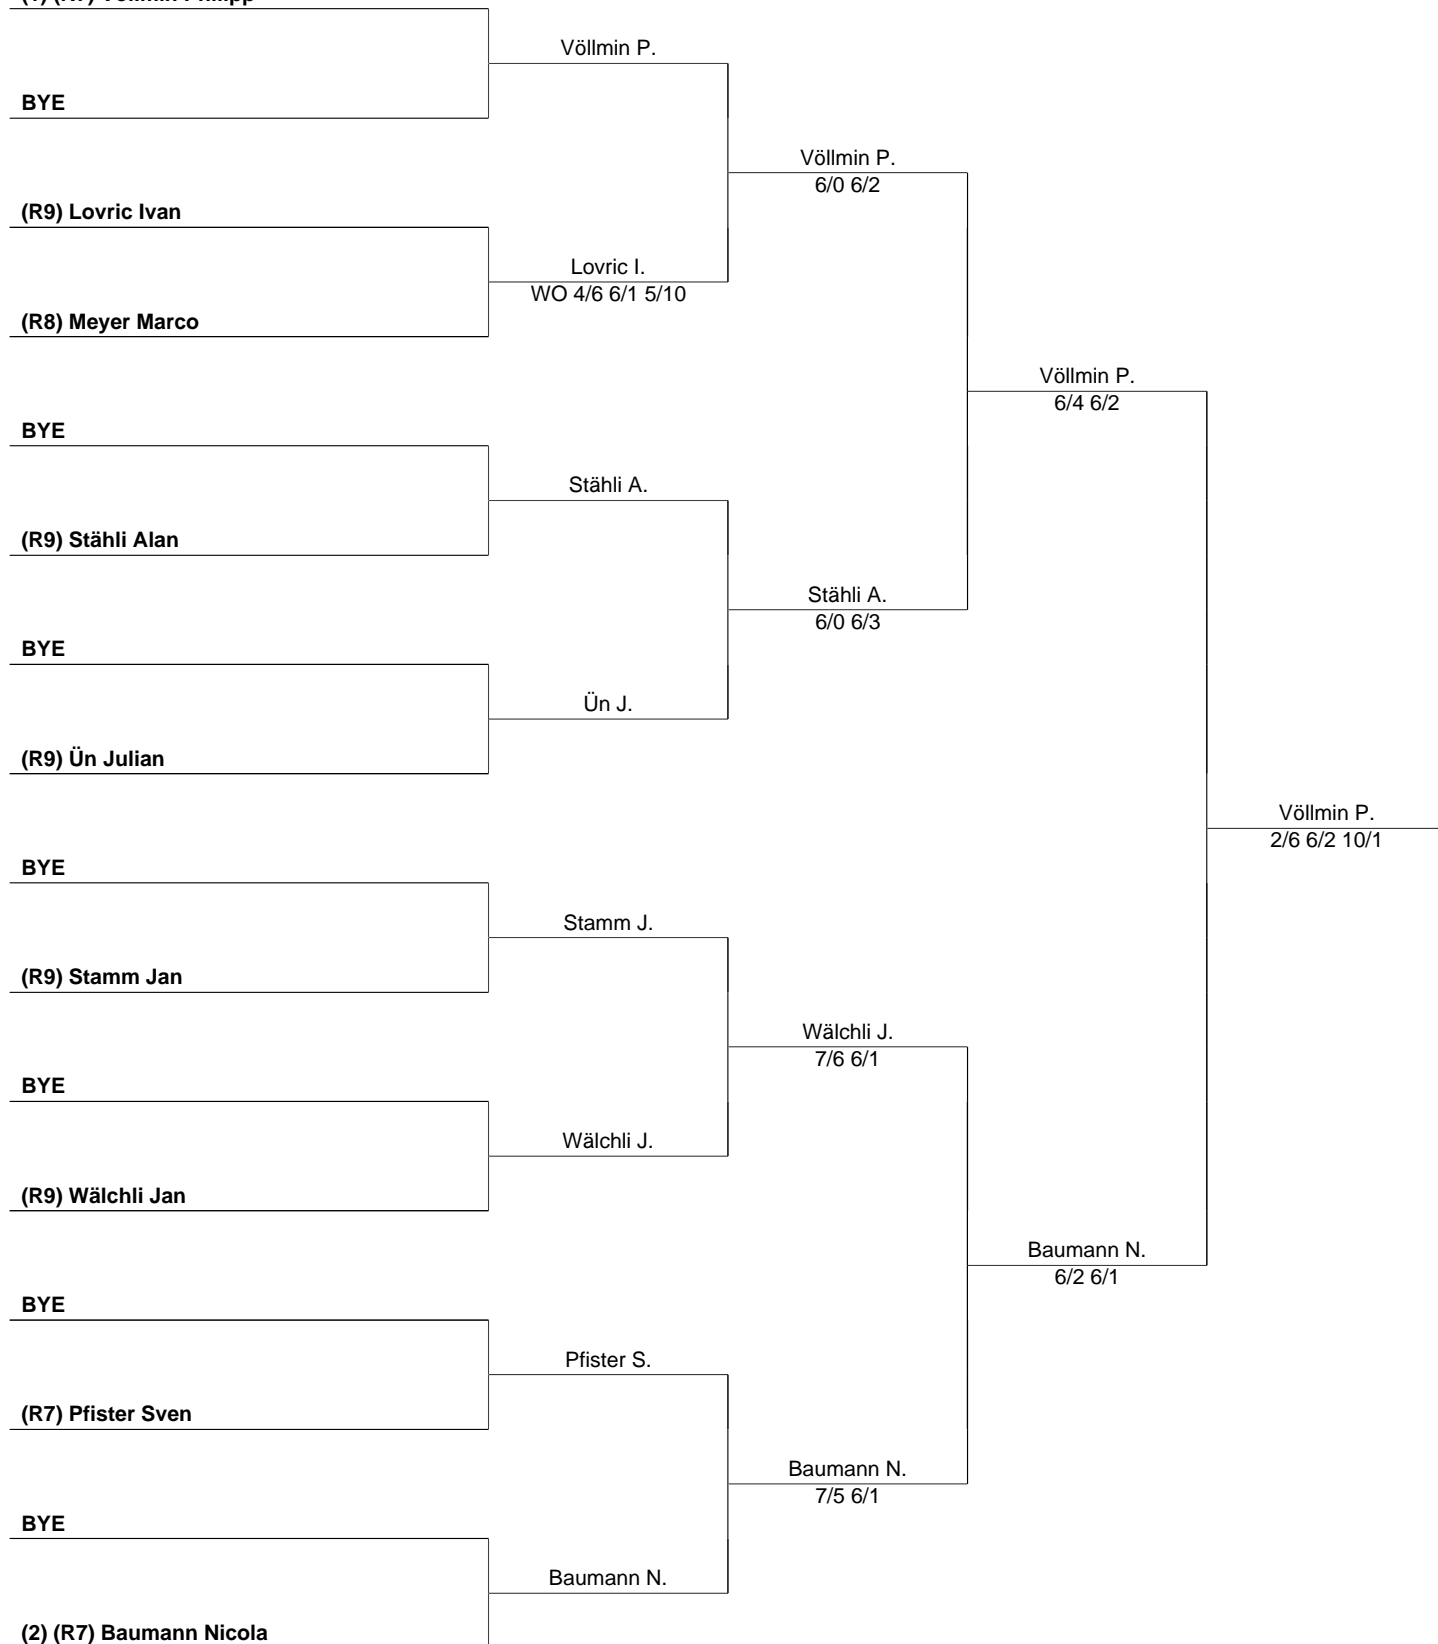 Völlmin P.
BYE
Völlmin P.
6/0 6/2
(R9) Lovric Ivan
Lovric I.
WO 4/6 6/1 5/10
(R8) Meyer Marco
Völlmin P.
6/4 6/2
BYE
Stähli A.
(R9) Stähli Alan
Stähli A.
6/0 6/3
BYE
Ün J.
(R9) Ün Julian
Völlmin P.
2/6 6/2 10/1
BYE
Stamm J.
(R9) Stamm Jan
Wälchli J.
7/6 6/1
BYE
Wälchli J.
(R9) Wälchli Jan
Baumann N.
6/2 6/1
BYE
Pfister S.
(R7) Pfister Sven
Baumann N.
7/5 6/1
BYE
Baumann N.
(2) (R7) Baumann Nicola